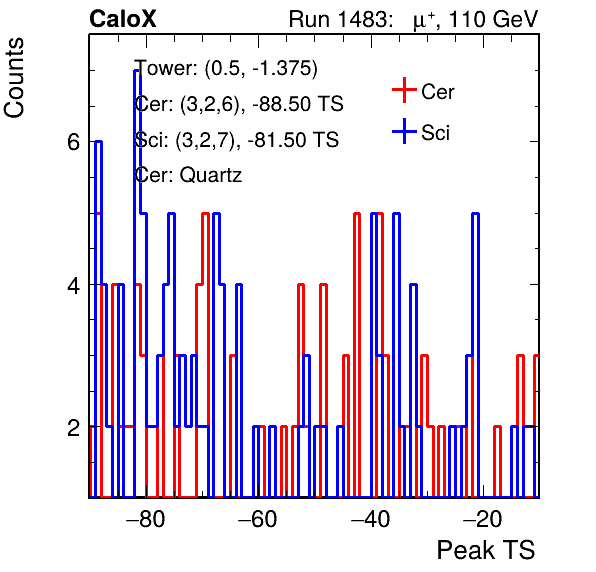 CaloX Run 1483: μ⁺, 110 GeV
Counts
Tower: (0.5, -1.375)
Cer: (3,2,6), -88.50 TS
Sci: (3,2,7), -81.50 TS
Cer: Quartz
Cer
Sci
6
4
2
−80 −60 −40 −20
Peak TS